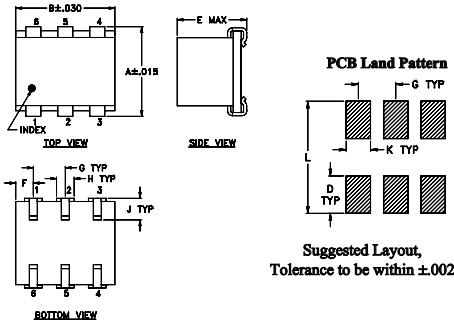 B±.030
6 5 4
A±.015
INDEX
1 2 3
TOP VIEW
E MAX
SIDE VIEW
PCB Land Pattern
G TYP
K TYP
L
D
TYP
Suggested Layout,
Tolerance to be within ±.002
G TYP
H TYP
F
1 2 3
J TYP
6 5 4
BOTTOM VIEW